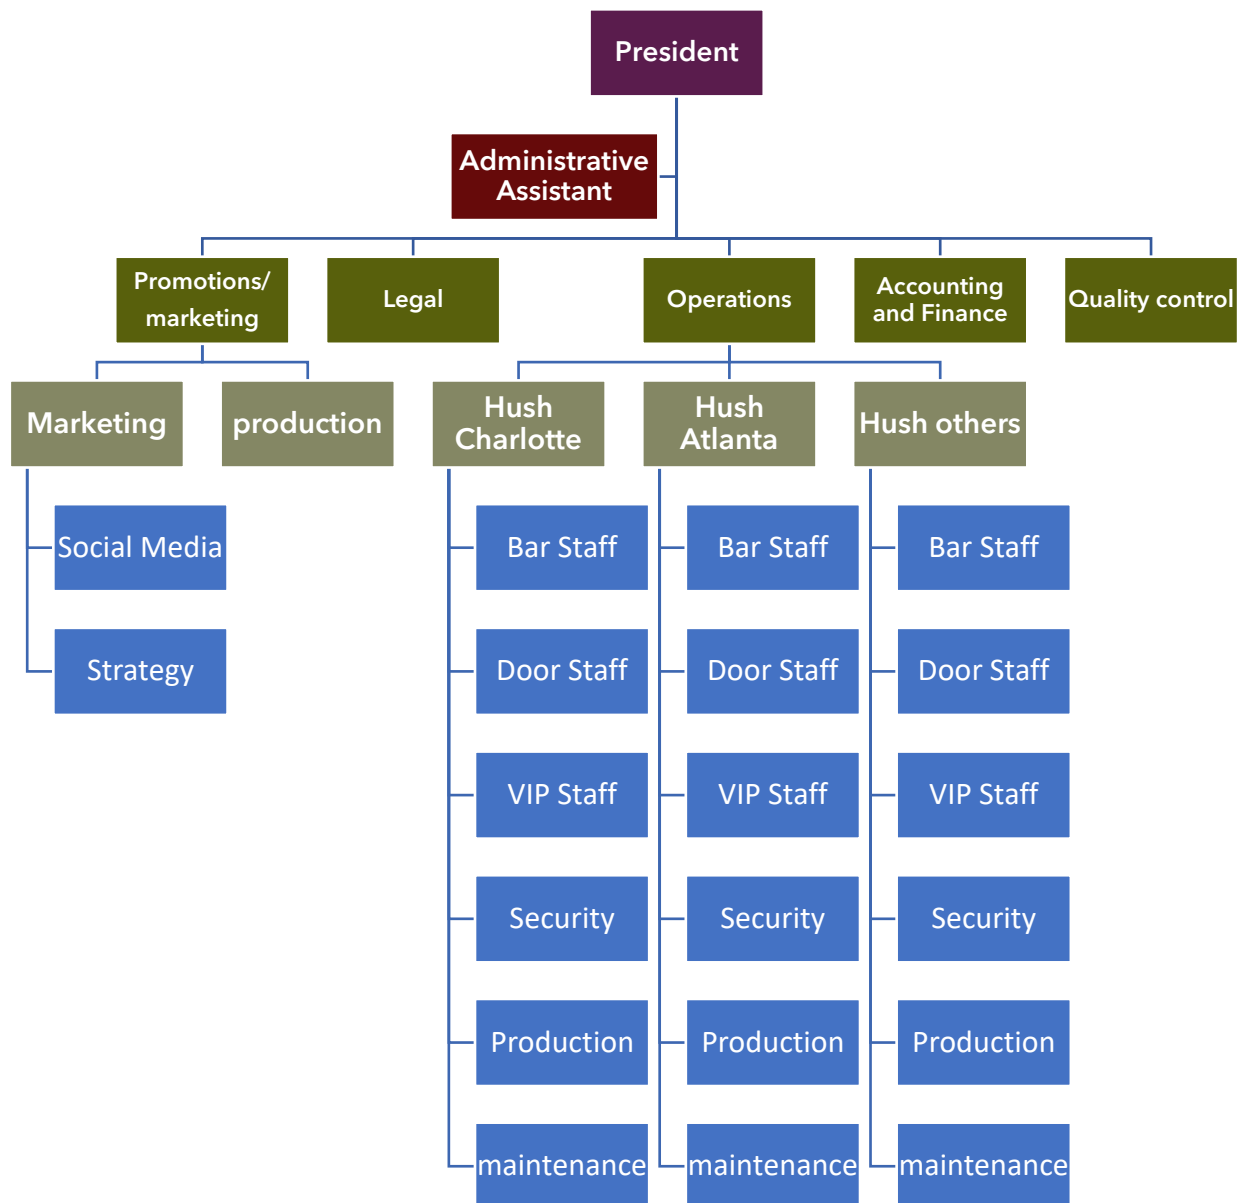 President
Administrative
Assistant
Promotions/
marketing
Legal
Operations
Accounting
and Finance
Quality control
Marketing
production
Hush
Charlotte
Hush
Atlanta
Hush others
Social Media
Bar Staff
Bar Staff
Bar Staff
Strategy
Door Staff
Door Staff
Door Staff
VIP Staff
VIP Staff
VIP Staff
Security
Security
Security
Production
Production
Production
maintenance
maintenance
maintenance